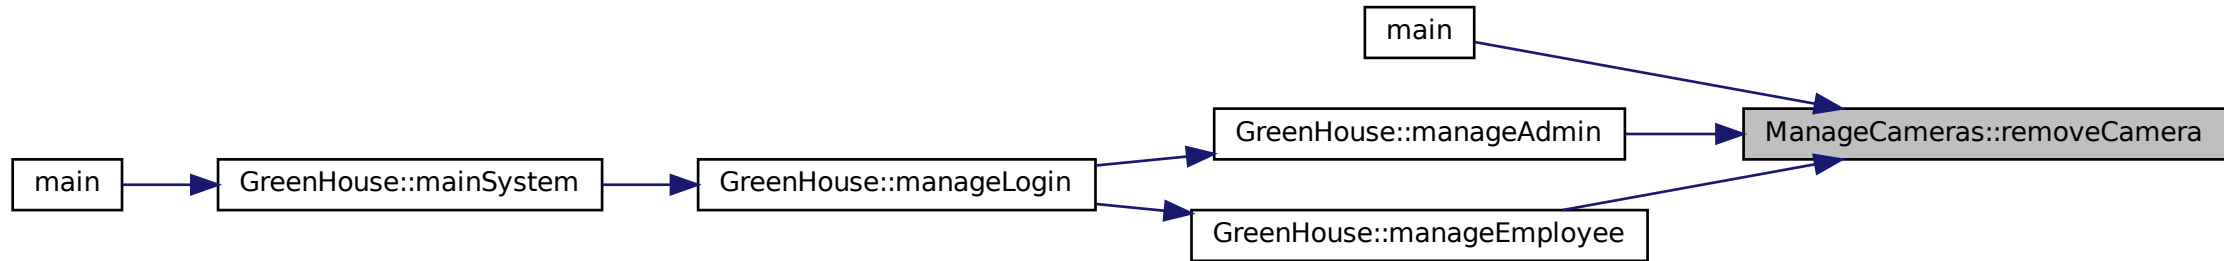 main
GreenHouse::manageAdmin
ManageCameras::removeCamera
main
GreenHouse::mainSystem
GreenHouse::manageLogin
GreenHouse::manageEmployee